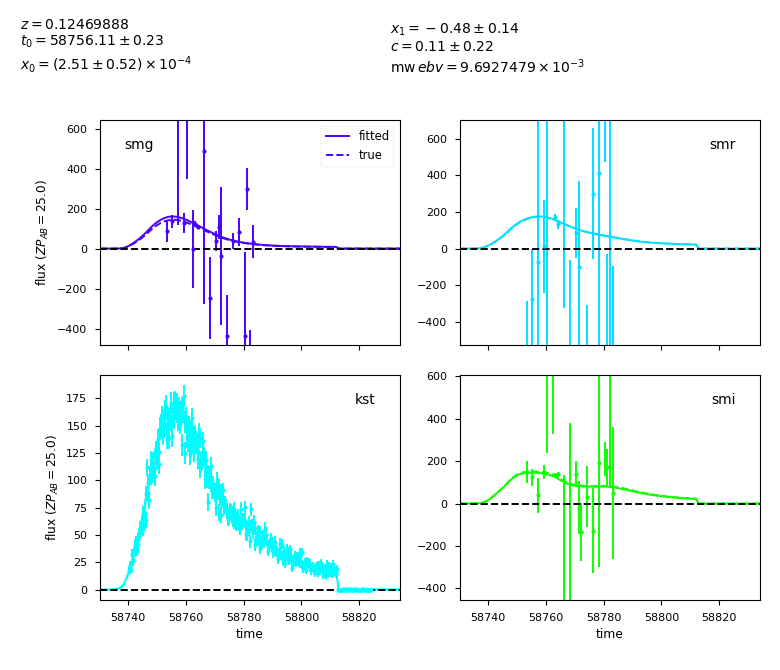 z = 0.12469888
t₀ = 58756.11 ± 0.23
x₀ = (2.51 ± 0.52) × 10⁻⁴
x₁ = −0.48 ± 0.14
c = 0.11 ± 0.22
mw ebv = 9.6927479 × 10⁻³
smg
fitted
true
600
400
200
0
−200
−400
flux (ZP_AB = 25.0)
smr
600
400
200
0
−200
−400
kst
175
150
125
100
75
50
25
0
flux (ZP_AB = 25.0)
58740 58760 58780 58800 58820
time
smi
600
400
200
0
−200
−400
58740 58760 58780 58800 58820
time